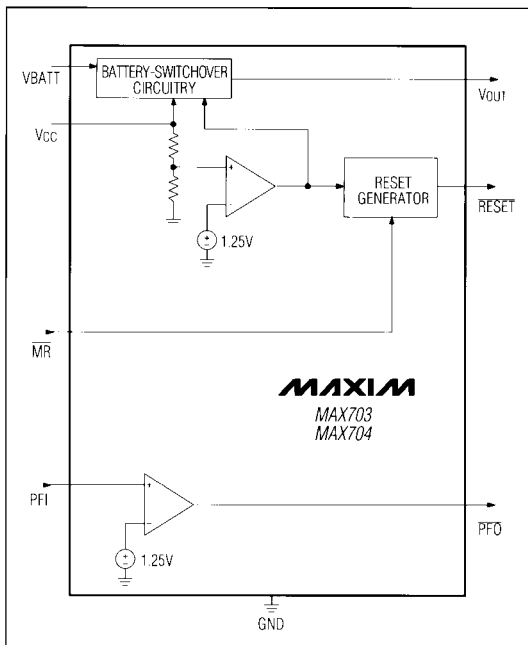 VBATT
BATTERY-SWITCHOVER
CIRCUITRY
VOUT
VCC
+
−
RESET
GENERATOR
RESET
+
−
1.25V
MR
MAXIM
MAX703
MAX704
PFI
+
−
PFO
+
−
1.25V
GND